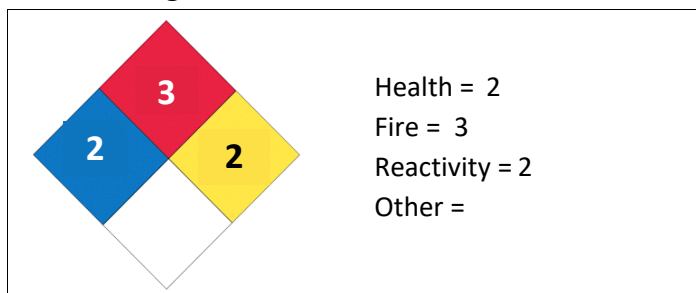 3
2
2
Health = 2
Fire = 3
Reactivity = 2
Other =